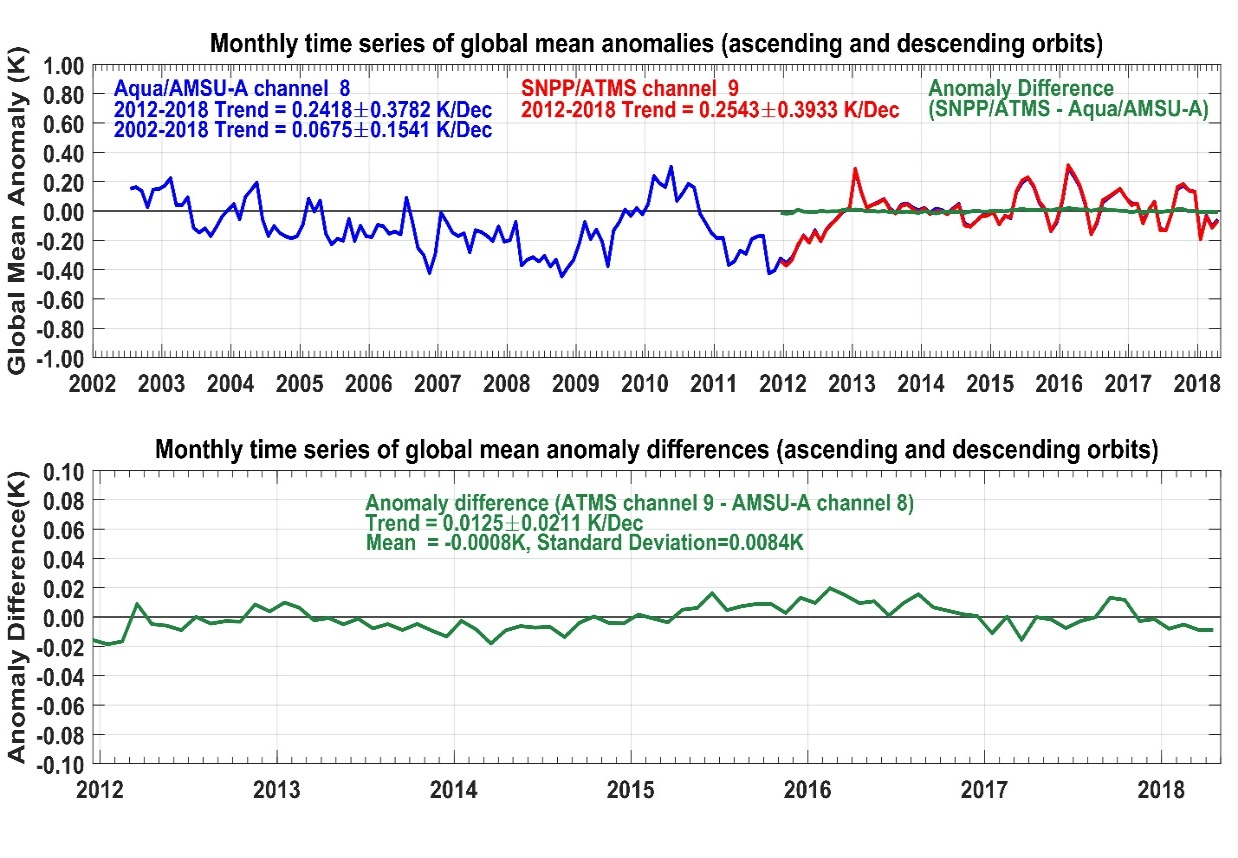 Monthly time series of global mean anomalies (ascending and descending orbits)
Global Mean Anomaly (K)
1.00
0.80
0.60
0.40
0.20
0.00
-0.20
-0.40
-0.60
-0.80
-1.00
Aqua/AMSU-A channel 8
2012-2018 Trend = 0.2418±0.3782 K/Dec
2002-2018 Trend = 0.0675±0.1541 K/Dec
SNPP/ATMS channel 9
2012-2018 Trend = 0.2543±0.3933 K/Dec
Anomaly Difference
(SNPP/ATMS - Aqua/AMSU-A)
2002 2003 2004 2005 2006 2007 2008 2009 2010 2011 2012 2013 2014 2015 2016 2017 2018
Monthly time series of global mean anomaly differences (ascending and descending orbits)
Anomaly Difference(K)
0.10
0.08
0.06
0.04
0.02
0.00
-0.02
-0.04
-0.06
-0.08
-0.10
Anomaly difference (ATMS channel 9 - AMSU-A channel 8)
Trend = 0.0125±0.0211 K/Dec
Mean = -0.0008K, Standard Deviation=0.0084K
2012 2013 2014 2015 2016 2017 2018